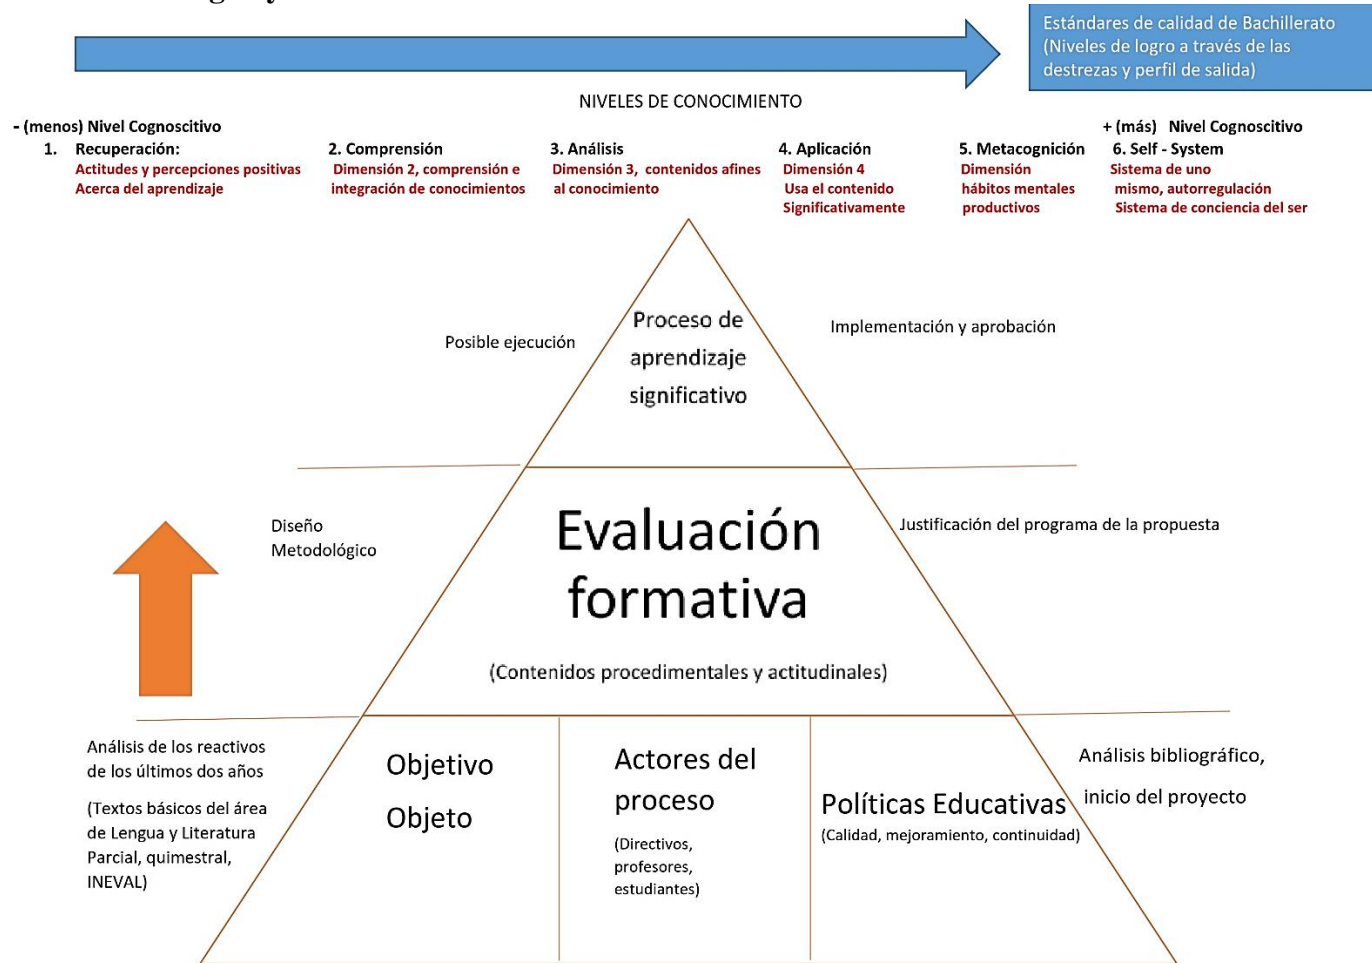 Estándares de calidad de Bachillerato
(Niveles de logro a través de las
destrezas y perfil de salida)
NIVELES DE CONOCIMIENTO
- (menos) Nivel Cognoscitivo
+ (más) Nivel Cognoscitivo
1. Recuperación:
Actitudes y percepciones positivas
Acerca del aprendizaje
2. Comprensión
Dimensión 2, comprensión e
integración de conocimientos
3. Análisis
Dimensión 3, contenidos afines
al conocimiento
4. Aplicación
Dimensión 4
Usa el contenido
Significativamente
5. Metacognición
Dimensión
hábitos mentales
productivos
6. Self - System
Sistema de uno
mismo, autorregulación
Sistema de conciencia del ser
Posible ejecución
Proceso de
aprendizaje
significativo
Implementación y aprobación
Diseño
Metodológico
Evaluación
formativa
(Contenidos procedimentales y actitudinales)
Justificación del programa de la propuesta
Análisis de los reactivos
de los últimos dos años
(Textos básicos del área
de Lengua y Literatura
Parcial, quimestral,
INEVAL)
Objetivo
Objeto
Actores del
proceso
(Directivos,
profesores,
estudiantes)
Políticas Educativas
(Calidad, mejoramiento, continuidad)
Análisis bibliográfico,
inicio del proyecto